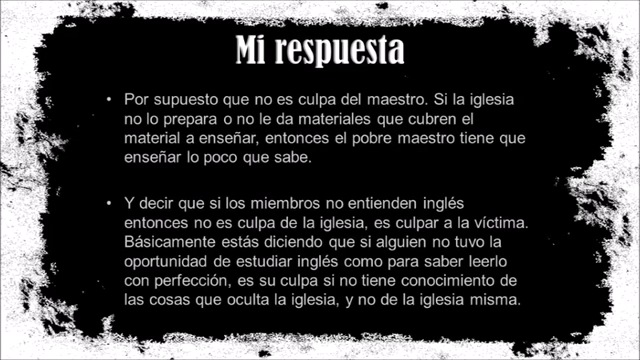 Mi respuesta
• Por supuesto que no es culpa del maestro. Si la iglesia
no lo prepara o no le da materiales que cubren el
material a enseñar, entonces el pobre maestro tiene que
enseñar lo poco que sabe.
• Y decir que si los miembros no entienden inglés
entonces no es culpa de la iglesia, es culpar a la víctima.
Básicamente estás diciendo que si alguien no tuvo la
oportunidad de estudiar inglés como para saber leerlo
con perfección, es su culpa si no tiene conocimiento de
las cosas que oculta la iglesia, y no de la iglesia misma.